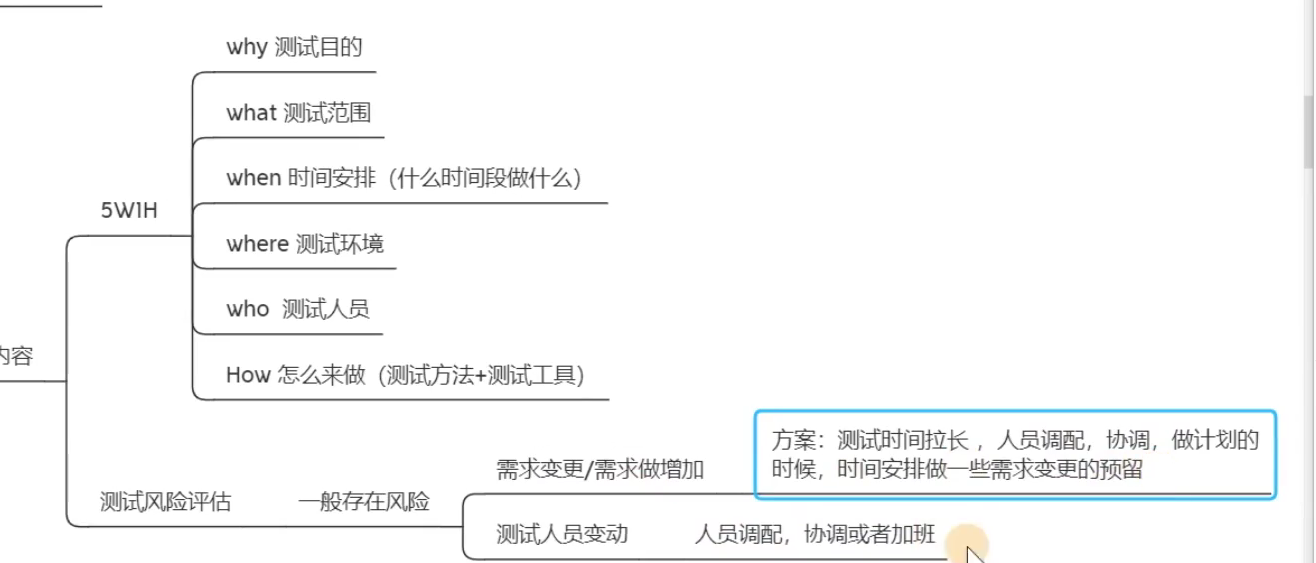 why 测试目的
what 测试范围
when 时间安排（什么时间段做什么）
5W1H
where 测试环境
who 测试人员
内容
How 怎么来做（测试方法+测试工具）
方案：测试时间拉长 ，人员调配，协调，做计划的
时候，时间安排做一些需求变更的预留
需求变更/需求做增加
测试风险评估
一般存在风险
测试人员变动
人员调配，协调或者加班